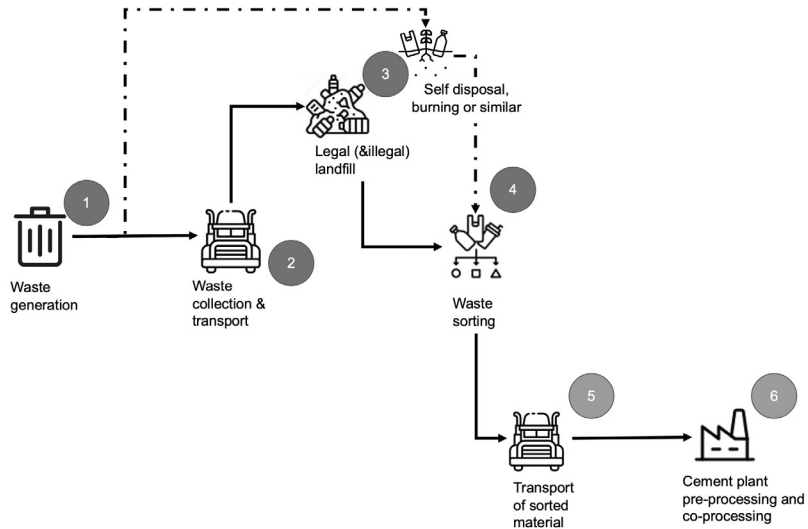 1
Waste
generation
2
Waste
collection &
transport
3
Legal (&illegal)
landfill
Self disposal,
burning or similar
4
Waste
sorting
5
Transport
of sorted
material
6
Cement plant
pre-processing and
co-processing